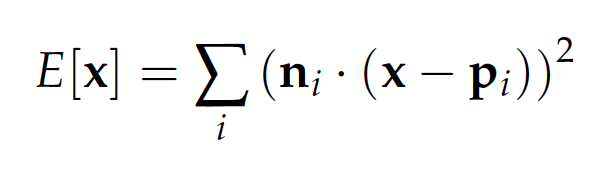 E[x] = ∑_i (n_i · (x − p_i))^2